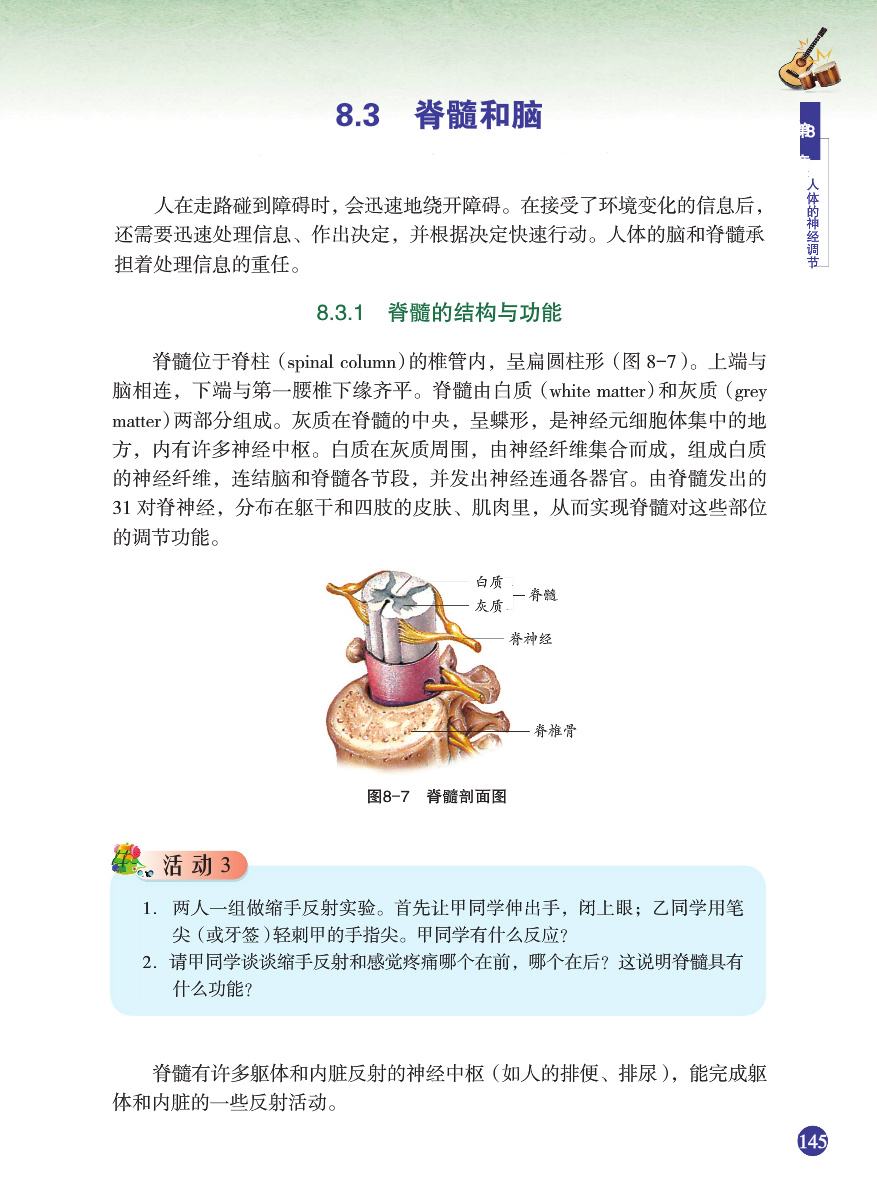 8.3 脊髓和脑
第8
人体的神经调节
人在走路碰到障碍时，会迅速地绕开障碍。在接受了环境变化的信息后，
还需要迅速处理信息、作出决定，并根据决定快速行动。人体的脑和脊髓承
担着处理信息的重任。
8.3.1 脊髓的结构与功能
脊髓位于脊柱（spinal column）的椎管内，呈扁圆柱形（图 8-7）。上端与
脑相连，下端与第一腰椎下缘齐平。脊髓由白质（white matter）和灰质（grey
matter）两部分组成。灰质在脊髓的中央，呈蝶形，是神经元细胞体集中的地
方，内有许多神经中枢。白质在灰质周围，由神经纤维集合而成，组成白质
的神经纤维，连结脑和脊髓各节段，并发出神经连通各器官。由脊髓发出的
31 对脊神经，分布在躯干和四肢的皮肤、肌肉里，从而实现脊髓对这些部位
的调节功能。
白质
灰质
脊髓
脊神经
脊椎骨
图8-7 脊髓剖面图
活动 3
1. 两人一组做缩手反射实验。首先让甲同学伸出手，闭上眼；乙同学用笔
尖（或牙签）轻刺甲的手指尖。甲同学有什么反应？
2. 请甲同学谈谈缩手反射和感觉疼痛哪个在前，哪个在后？这说明脊髓具有
什么功能？
脊髓有许多躯体和内脏反射的神经中枢（如人的排便、排尿），能完成躯
体和内脏的一些反射活动。
145